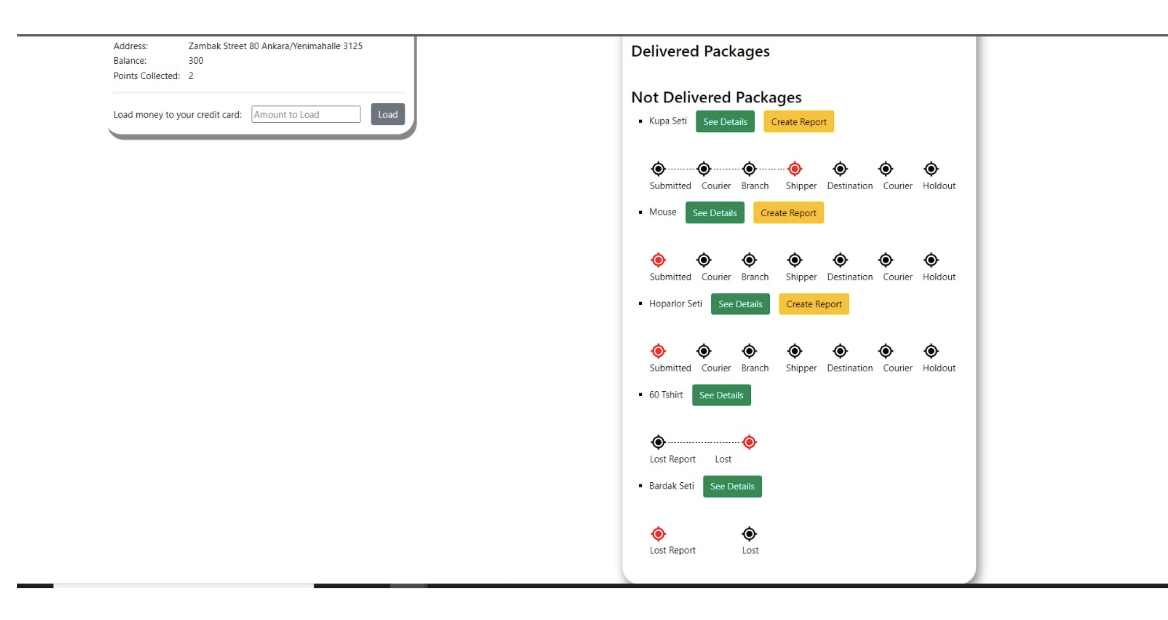 Address: Zambak Street 80 Ankara/Yenimahalle 3125
Balance: 300
Points Collected: 2
Load money to your credit card: Amount to Load Load
Delivered Packages
Not Delivered Packages
Kupa Seti See Details Create Report
Submitted Courier Branch Shipper Destination Courier Holdout
Mouse See Details Create Report
Submitted Courier Branch Shipper Destination Courier Holdout
Hoparlor Seti See Details Create Report
Submitted Courier Branch Shipper Destination Courier Holdout
60 Tshirt See Details
Lost Report Lost
Bardak Seti See Details
Lost Report Lost